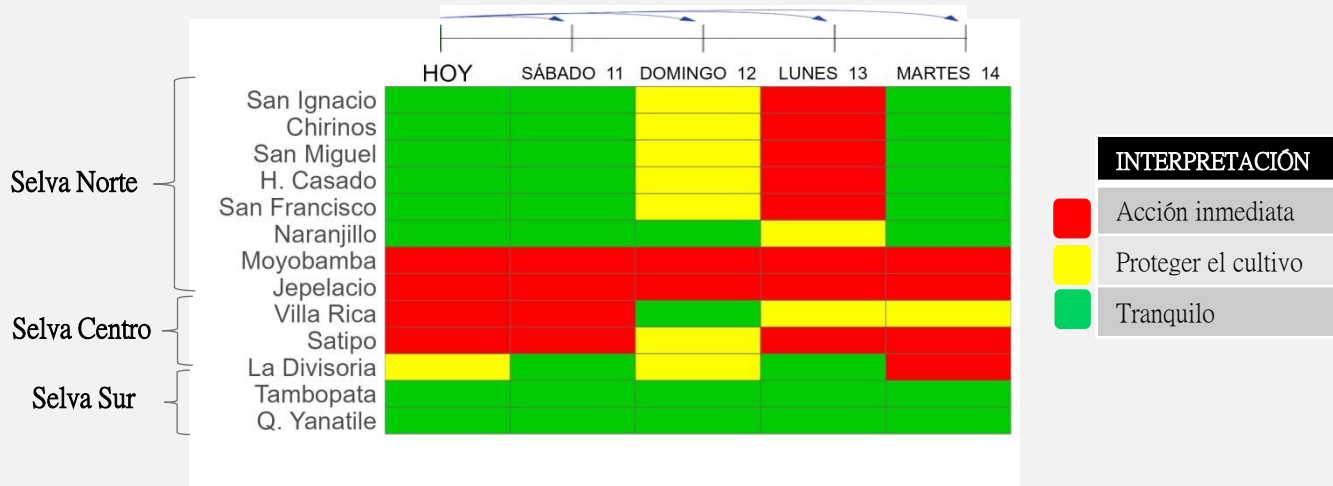 HOY SÁBADO 11 DOMINGO 12 LUNES 13 MARTES 14
Selva Norte
San Ignacio
Chirinos
San Miguel
H. Casado
San Francisco
Naranjillo
Moyobamba
Jepelacio
Selva Centro
Villa Rica
Satipo
La Divisoria
Selva Sur
Tambopata
Q. Yanatile
INTERPRETACIÓN
Acción inmediata
Proteger el cultivo
Tranquilo